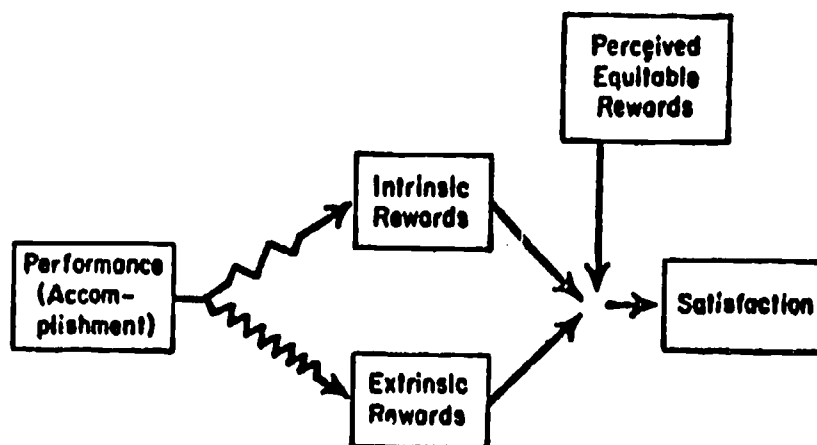 Perceived
Equitable
Rewards
Intrinsic
Rewards
Performance
(Accom-
plishment)
Satisfaction
Extrinsic
Rewards